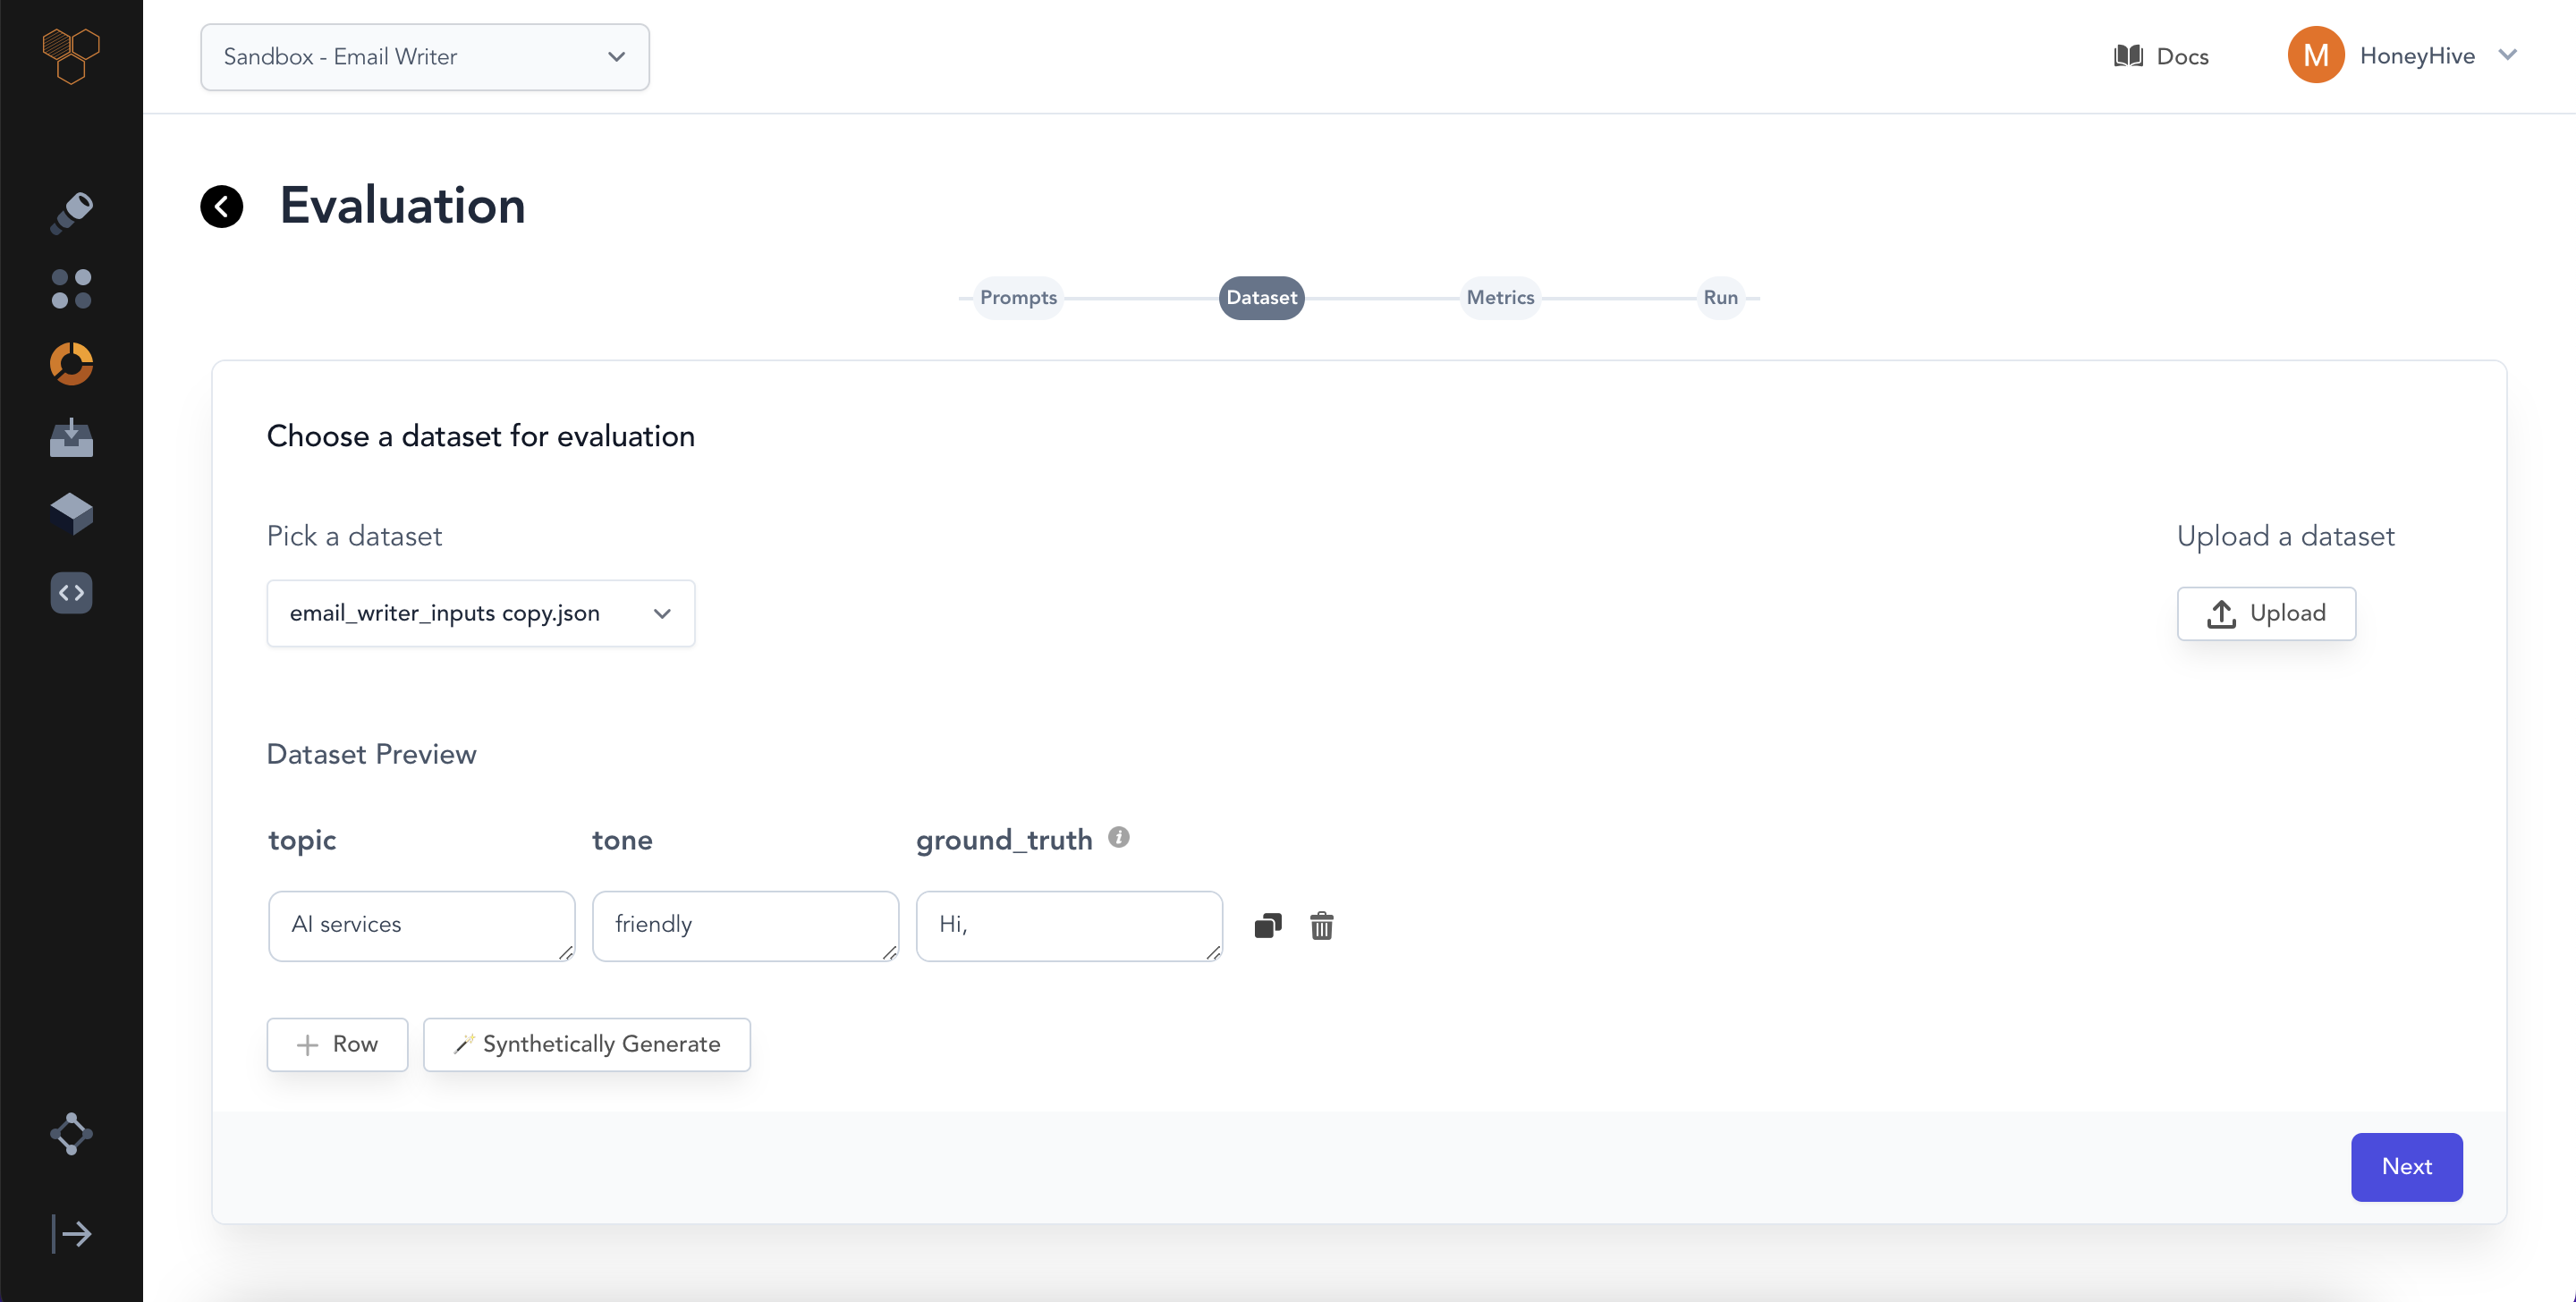 Sandbox - Email Writer
Docs
M
HoneyHive
Evaluation
Prompts
Dataset
Metrics
Run
Choose a dataset for evaluation
Pick a dataset
Upload a dataset
email_writer_inputs copy.json
Upload
Dataset Preview
topic
tone
ground_truth
i
AI services
friendly
Hi,
Row
Synthetically Generate
Next